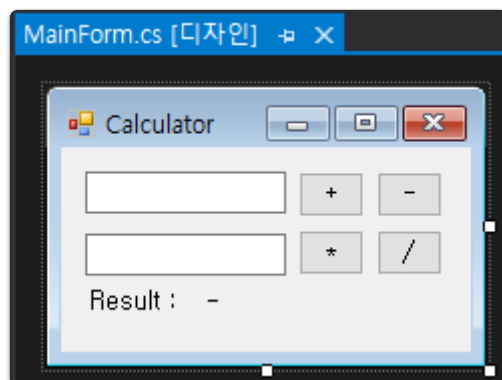 MainForm.cs [디자인]
Calculator
+ -
* /
Result : -